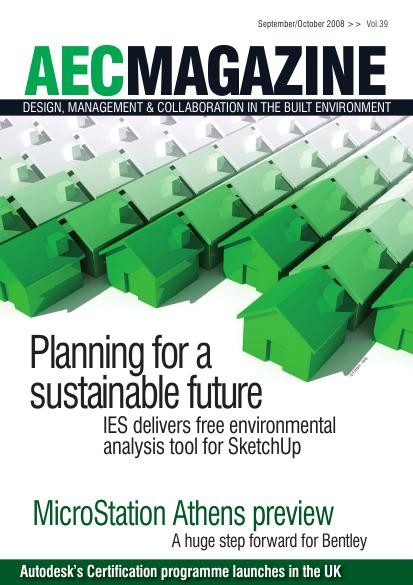 September/October 2008 >> Vol.39
AECMAGAZINE
DESIGN, MANAGEMENT & COLLABORATION IN THE BUILT ENVIRONMENT
Planning for a
sustainable future
IES delivers free environmental
analysis tool for SketchUp
MicroStation Athens preview
A huge step forward for Bentley
Autodesk's Certification programme launches in the UK